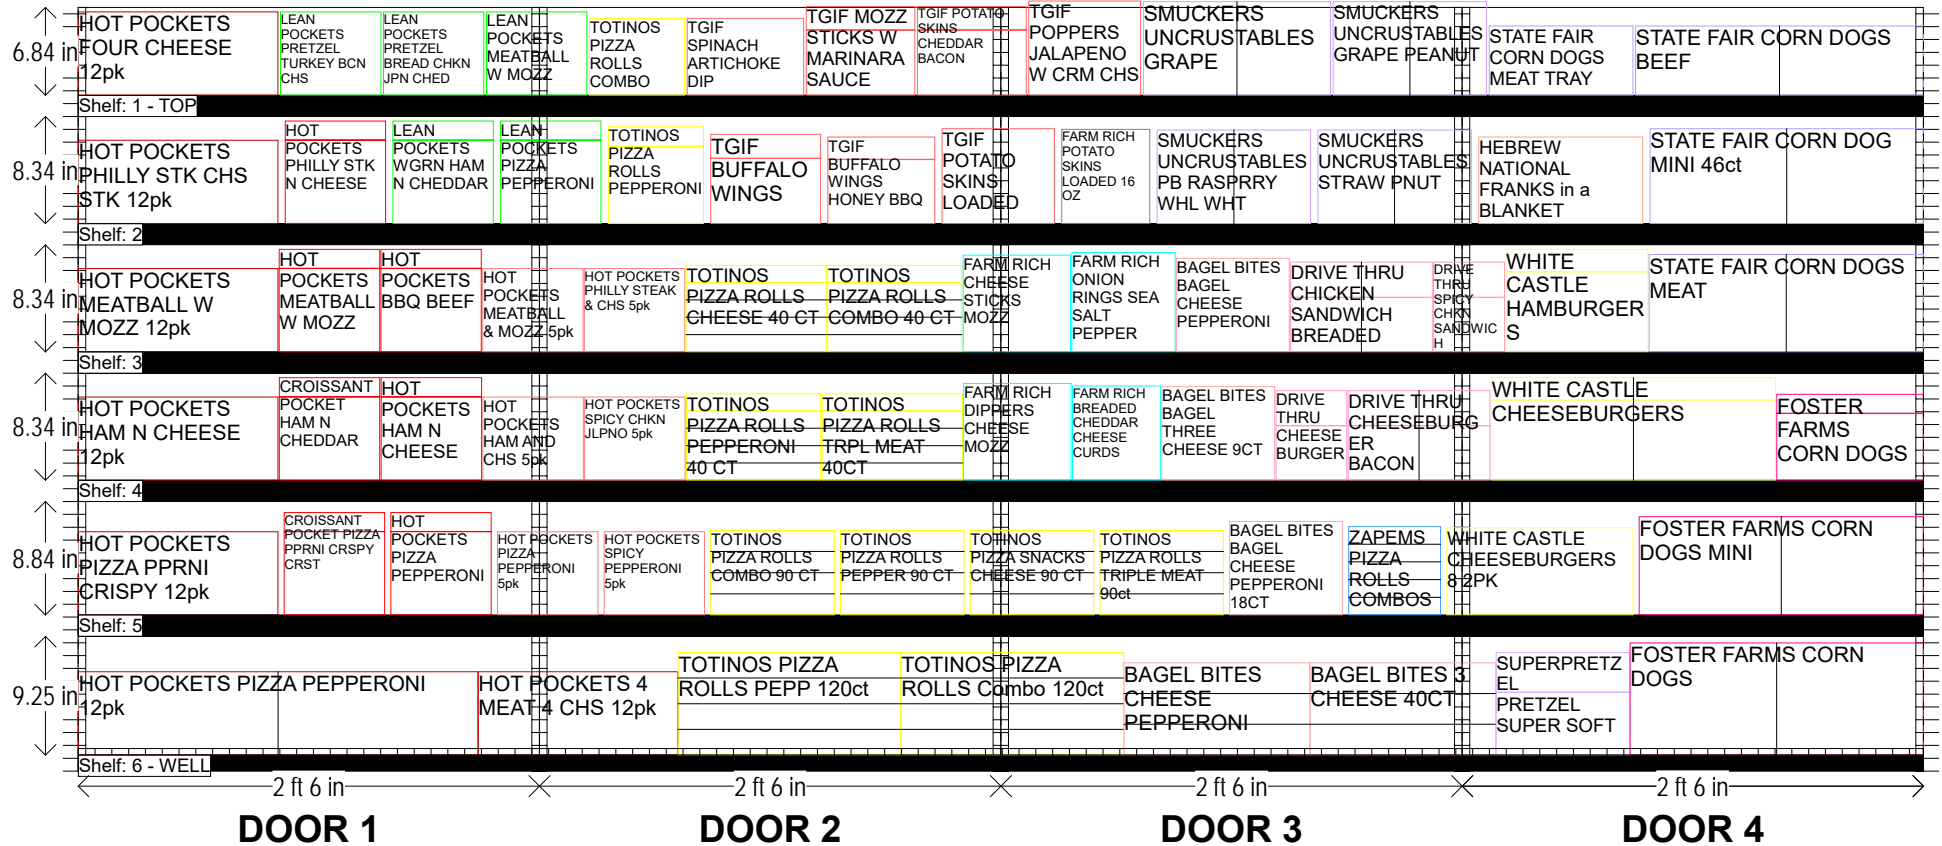 6.84 in
HOT POCKETS
FOUR CHEESE
12pk
LEAN
POCKETS
PRETZEL
TURKEY BCN
CHS
LEAN
POCKETS
PRETZEL
BREAD CHKN
JPN CHED
LEAN
POCKETS
MEATBALL
W MOZZ
TOTINOS
PIZZA
ROLLS
COMBO
TGIF
SPINACH
ARTICHOKE
DIP
TGIF MOZZ
STICKS W
MARINARA
SAUCE
TGIF POTATO
SKINS
CHEDDAR
BACON
TGIF
POPPERS
JALAPENO
W CRM CHS
SMUCKERS
UNCRUSTABLES
GRAPE
SMUCKERS
UNCRUSTABLES
GRAPE PEANUT
STATE FAIR
CORN DOGS
MEAT TRAY
STATE FAIR CORN DOGS
BEEF
Shelf: 1 - TOP
8.34 in
HOT POCKETS
PHILLY STK CHS
STK 12pk
HOT
POCKETS
PHILLY STK
N CHEESE
LEAN
POCKETS
WGRN HAM
N CHEDDAR
LEAN
POCKETS
PIZZA
PEPPERONI
TOTINOS
PIZZA
ROLLS
PEPPERONI
TGIF
BUFFALO
WINGS
TGIF
BUFFALO
WINGS
HONEY BBQ
TGIF
POTATO
SKINS
LOADED
FARM RICH
POTATO
SKINS
LOADED 16
OZ
SMUCKERS
UNCRUSTABLES
PB RASPRRY
WHL WHT
SMUCKERS
UNCRUSTABLES
STRAW PNUT
HEBREW
NATIONAL
FRANKS in a
BLANKET
STATE FAIR CORN DOG
MINI 46ct
Shelf: 2
8.34 in
HOT POCKETS
MEATBALL W
MOZZ 12pk
HOT
POCKETS
MEATBALL
W MOZZ
HOT
POCKETS
BBQ BEEF
HOT
POCKETS
MEATBALL
& MOZZ 5pk
HOT POCKETS
PHILLY STEAK
& CHS 5pk
TOTINOS
PIZZA ROLLS
CHEESE 40 CT
TOTINOS
PIZZA ROLLS
COMBO 40 CT
FARM RICH
CHEESE
STICKS
MOZZ
FARM RICH
ONION
RINGS SEA
SALT
PEPPER
BAGEL BITES
BAGEL
CHEESE
PEPPERONI
DRIVE THRU
CHICKEN
SANDWICH
BREADED
DRIVE
THRU
SPICY
CHKN
SANDWIC
H
WHITE
CASTLE
HAMBURGER
S
STATE FAIR CORN DOGS
MEAT
Shelf: 3
8.34 in
HOT POCKETS
HAM N CHEESE
12pk
CROISSANT
POCKET
HAM N
CHEDDAR
HOT
POCKETS
HAM N
CHEESE
HOT
POCKETS
HAM AND
CHS 5pk
HOT POCKETS
SPICY CHKN
JLPNO 5pk
TOTINOS
PIZZA ROLLS
PEPPERONI
40 CT
TOTINOS
PIZZA ROLLS
TRPL MEAT
40CT
FARM RICH
DIPPERS
CHEESE
MOZZ
FARM RICH
BREADED
CHEDDAR
CHEESE
CURDS
BAGEL BITES
BAGEL
THREE
CHEESE 9CT
DRIVE
THRU
CHEESE
BURGER
DRIVE THRU
CHEESEBURG
ER
BACON
WHITE CASTLE
CHEESEBURGERS
FOSTER
FARMS
CORN DOGS
Shelf: 4
8.84 in
HOT POCKETS
PIZZA PPRNI
CRISPY 12pk
CROISSANT
POCKET PIZZA
PPRNI CRSPY
CRST
HOT
POCKETS
PIZZA
PEPPERONI
HOT POCKETS
PIZZA
PEPPERONI
5pk
HOT POCKETS
SPICY
PEPPERONI
5pk
TOTINOS
PIZZA ROLLS
COMBO 90 CT
TOTINOS
PIZZA ROLLS
PEPPER 90 CT
TOTINOS
PIZZA SNACKS
CHEESE 90 CT
TOTINOS
PIZZA ROLLS
TRIPLE MEAT
90ct
BAGEL BITES
BAGEL
CHEESE
PEPPERONI
18CT
ZAPEMS
PIZZA
ROLLS
COMBOS
WHITE CASTLE
CHEESEBURGERS
8 2PK
FOSTER FARMS CORN
DOGS MINI
Shelf: 5
9.25 in
HOT POCKETS PIZZA PEPPERONI
12pk
HOT POCKETS 4
MEAT 4 CHS 12pk
TOTINOS PIZZA
ROLLS PEPP 120ct
TOTINOS PIZZA
ROLLS Combo 120ct
BAGEL BITES
CHEESE
PEPPERONI
BAGEL BITES 3
CHEESE 40CT
SUPERPRETZ
EL
PRETZEL
SUPER SOFT
FOSTER FARMS CORN
DOGS
Shelf: 6 - WELL
2 ft 6 in
2 ft 6 in
2 ft 6 in
2 ft 6 in
DOOR 1
DOOR 2
DOOR 3
DOOR 4